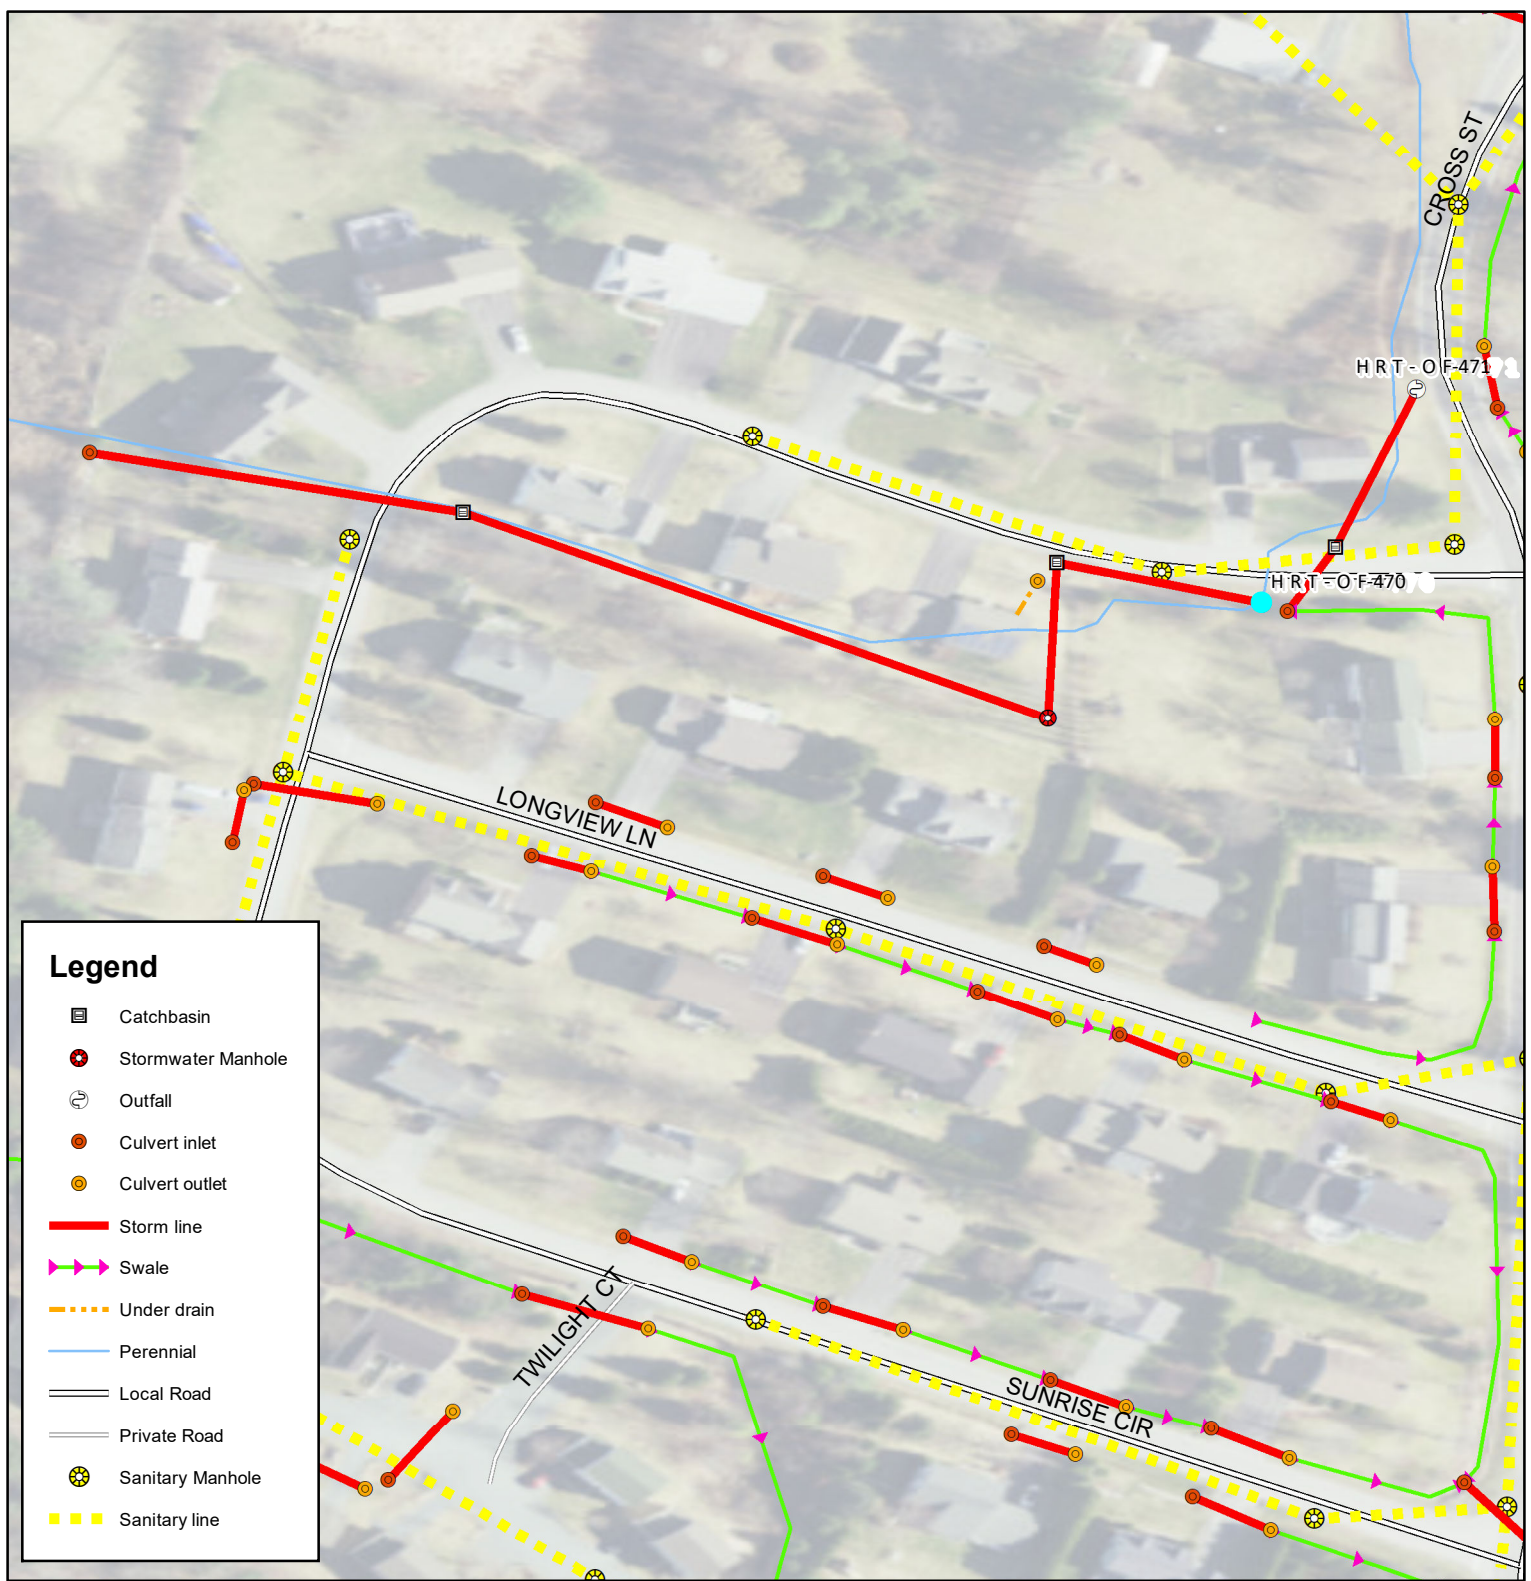 CROSS ST
HRT-OF-471
HRT-OF-470
LONGVIEW LN
Legend
Catchbasin
Stormwater Manhole
Outfall
Culvert inlet
Culvert outlet
Storm line
Swale
Under drain
Perennial
Local Road
Private Road
Sanitary Manhole
Sanitary line
TWILIGHT CT
SUNRISE CIR